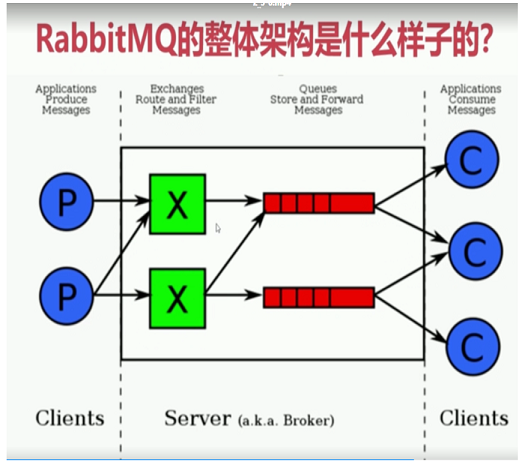 RabbitMQ的整体架构是什么样子的?
Applications
Produce
Messages
Exchanges
Route and Filter
Messages
Queues
Store and Forward
Messages
Applications
Consume
Messages
P
X
C
P
X
C
C
Clients
Server (a.k.a. Broker)
Clients